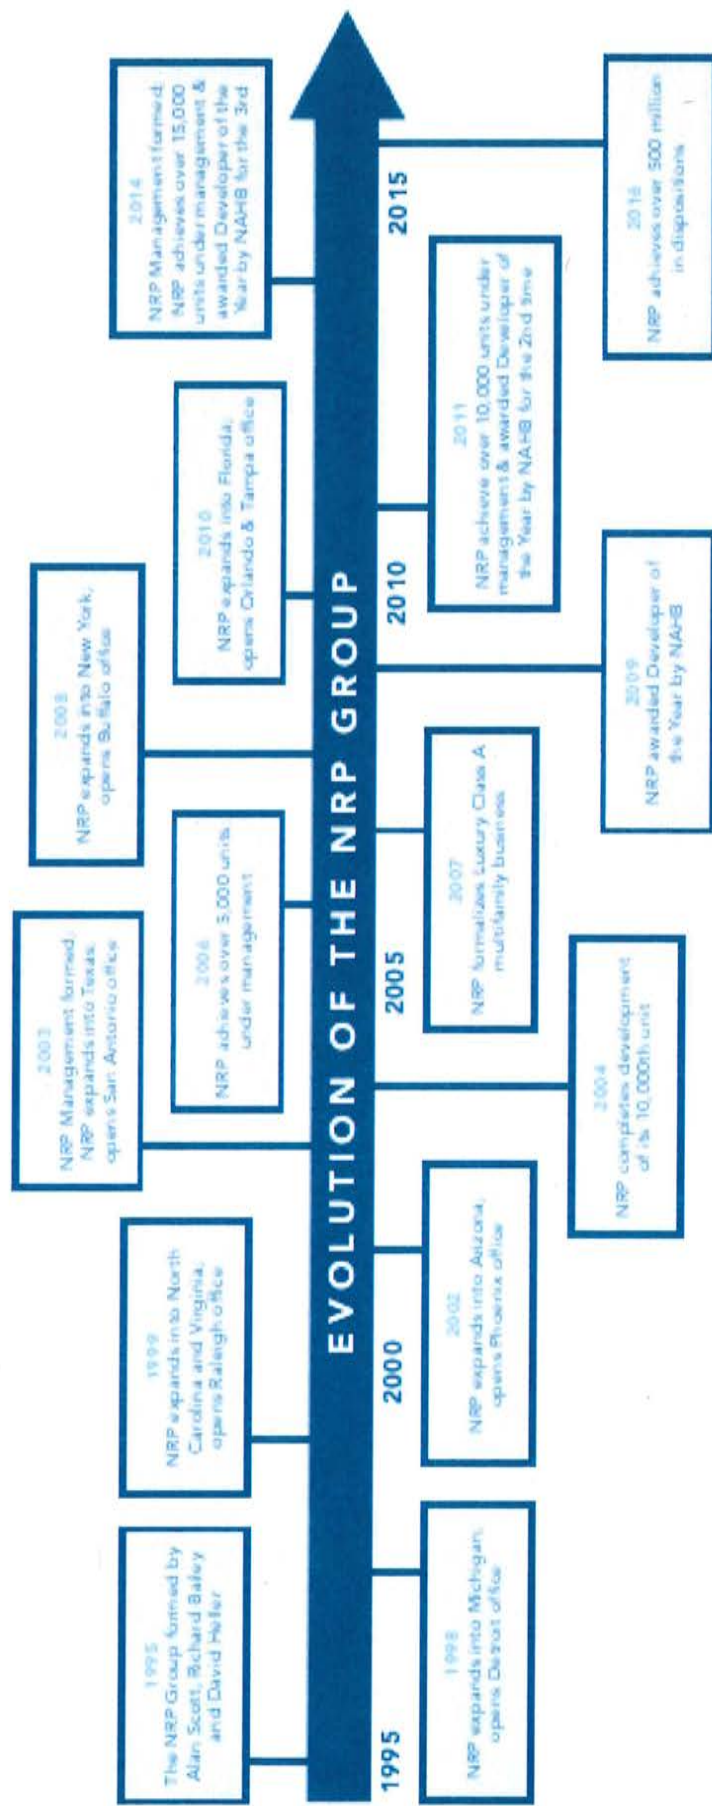 1995
The NRP Group formed by
Alan Scott, Richard Bailey
and David Heller
1999
NRP expands into North
Carolina and Virginia,
opens Raleigh office
2003
NRP Management formed;
NRP expands into Texas;
opens San Antonio office
2006
NRP achieves over 5,000 units
under management
2008
NRP expands into New York,
opens Buffalo office
2010
NRP expands into Florida;
opens Orlando & Tampa office
2014
NRP Management formed;
NRP achieves over 15,000
units under management &
awarded Developer of the
Year by NAHB for the 3rd
EVOLUTION OF THE NRP GROUP
1995
2000
2005
2010
2015
1998
NRP expands into Michigan,
opens Detroit office
2002
NRP expands into Arizona,
opens Phoenix office
2004
NRP completes development
of its 10,000th unit
2007
NRP formalizes Luxury Class A
multifamily business
2009
NRP awarded Developer of
the Year by NAHB
2011
NRP achieve over 10,000 units under
management & awarded Developer of
the Year by NAHB for the 2nd time
2016
NRP achieves over 500 million
in dispositions